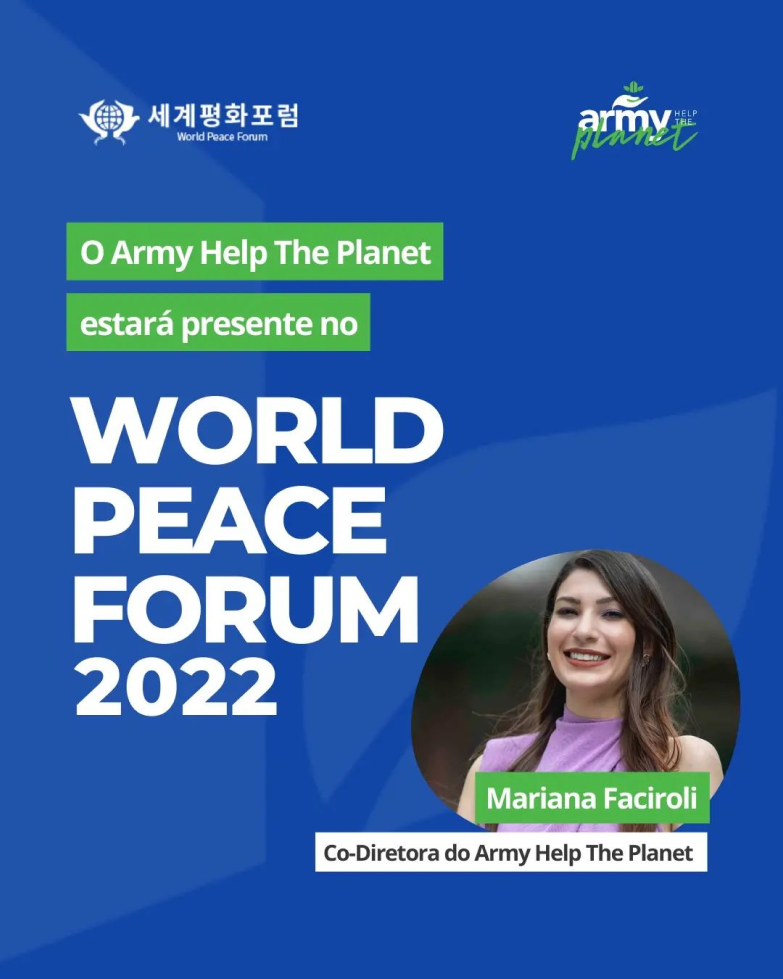 세계평화포럼
World Peace Forum
army HELP
THE
planet
O Army Help The Planet
estará presente no
WORLD
PEACE
FORUM
2022
Mariana Faciroli
Co-Diretora do Army Help The Planet